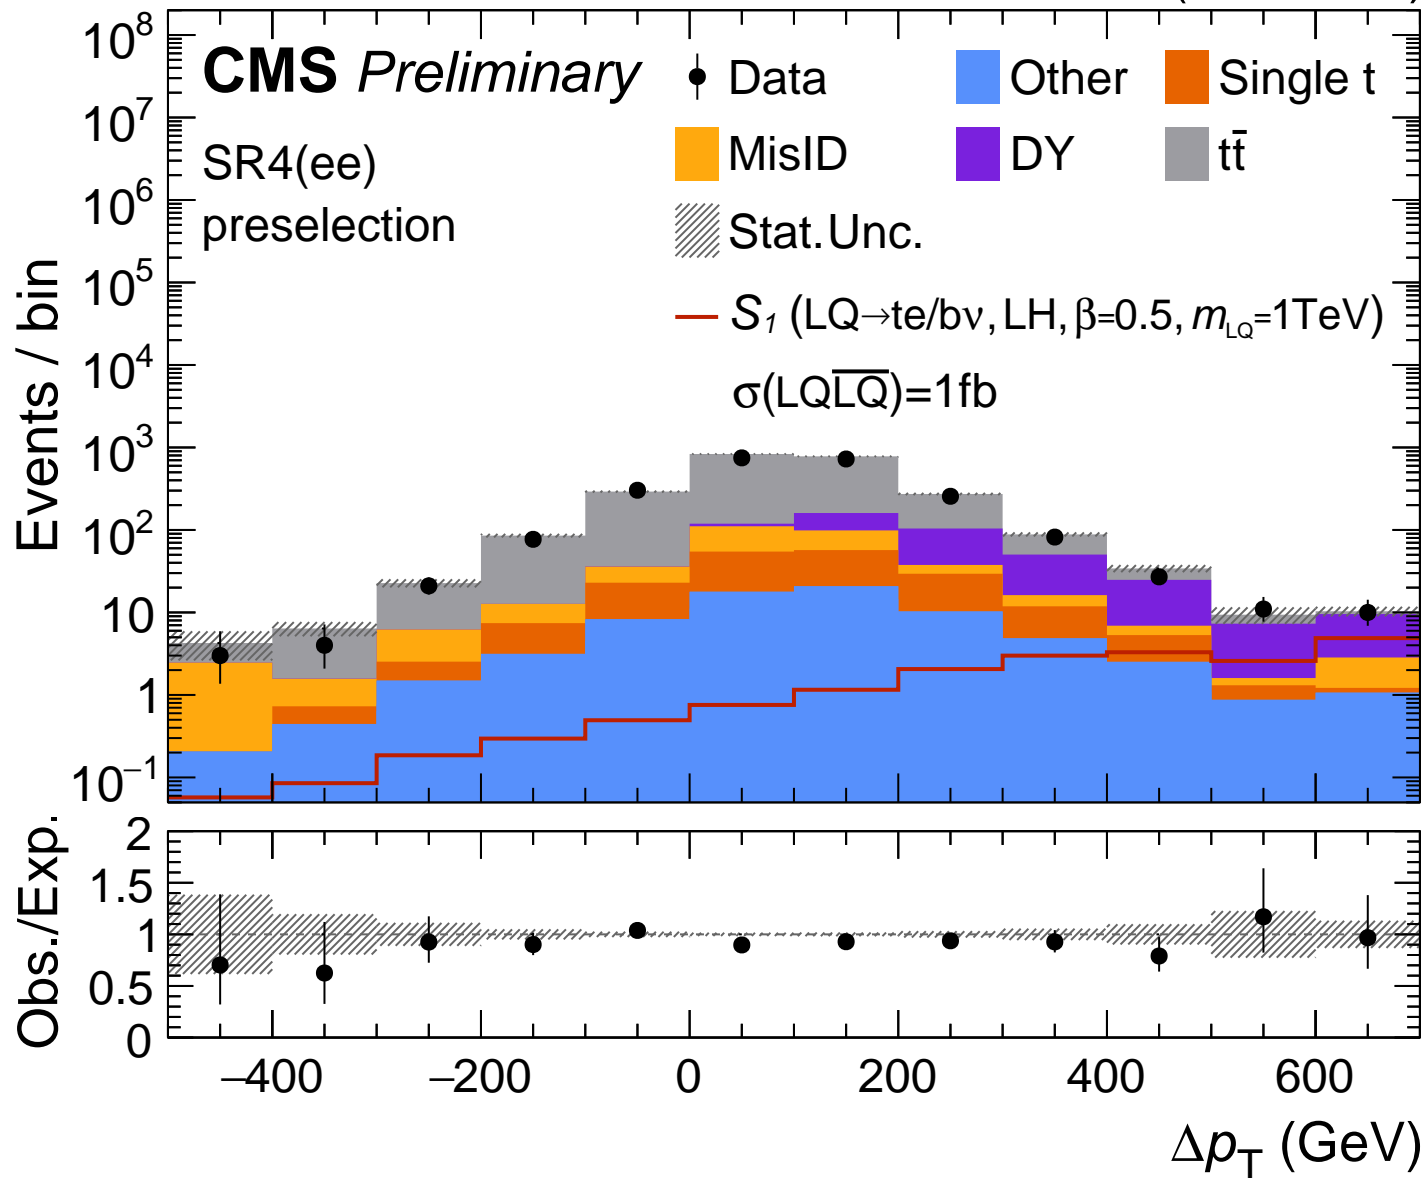 CMS Preliminary
Data
Other
Single t
SR4(ee)
preselection
MisID
DY
tt̄
Stat.Unc.
S₁ (LQ→te/bν, LH, β=0.5, m_LQ=1TeV)
σ(LQL̅Q̅)=1fb
Events / bin
10⁸
10⁷
10⁶
10⁵
10⁴
10³
10²
10
1
10⁻¹
Obs./Exp.
2
1.5
1
0.5
0
−400
−200
0
200
400
600
Δp_T (GeV)